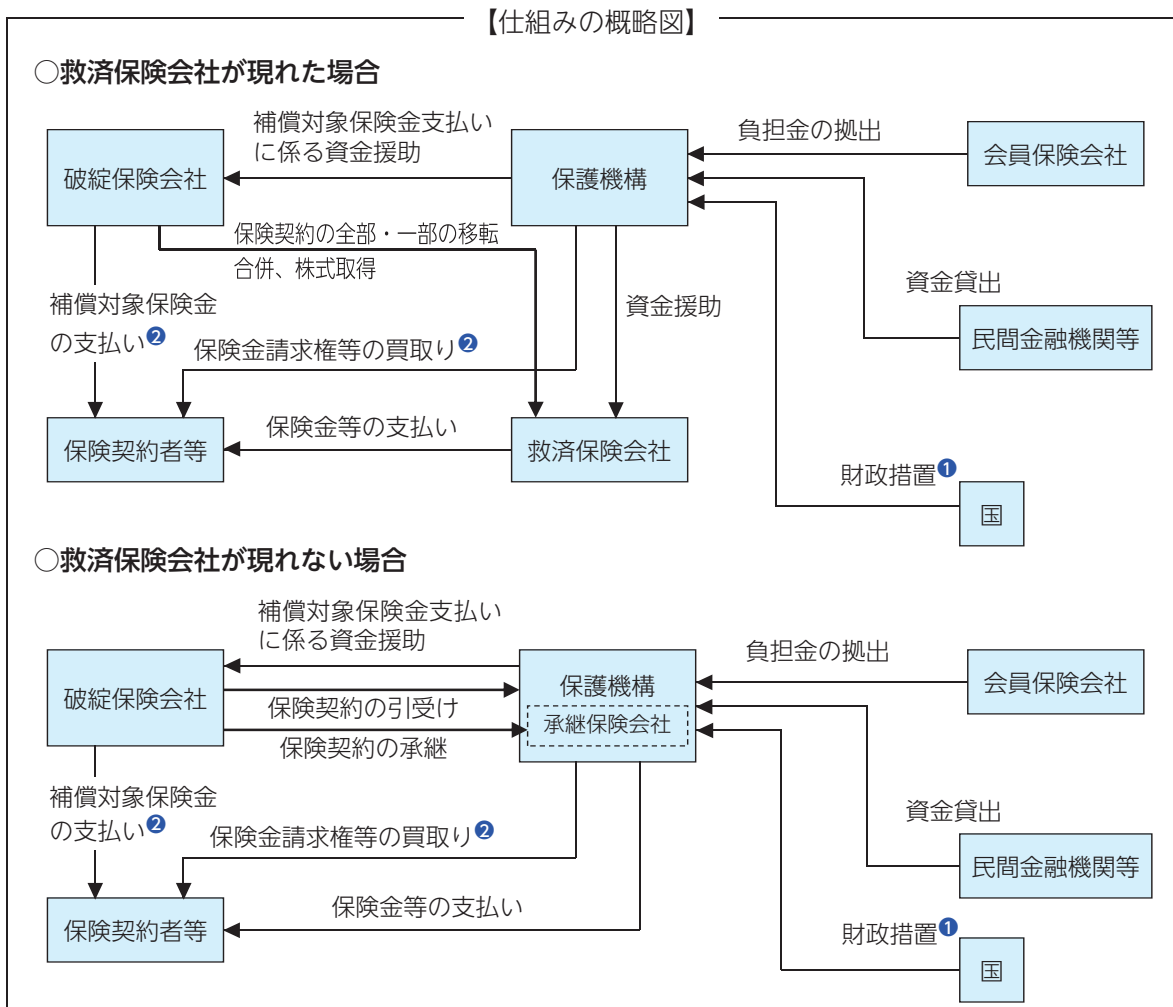 【仕組みの概略図】
○救済保険会社が現れた場合
補償対象保険金支払い
に係る資金援助
負担金の拠出
破綻保険会社
保護機構
会員保険会社
保険契約の全部・一部の移転
合併、株式取得
補償対象保険金
の支払い❷
資金援助
資金貸出
民間金融機関等
保険金請求権等の買取り❷
保険契約者等
保険金等の支払い
救済保険会社
財政措置❶
国
○救済保険会社が現れない場合
補償対象保険金支払い
に係る資金援助
負担金の拠出
破綻保険会社
保護機構
承継保険会社
会員保険会社
保険契約の引受け
保険契約の承継
補償対象保険金
の支払い❷
資金貸出
民間金融機関等
保険金請求権等の買取り❷
保険契約者等
保険金等の支払い
財政措置❶
国